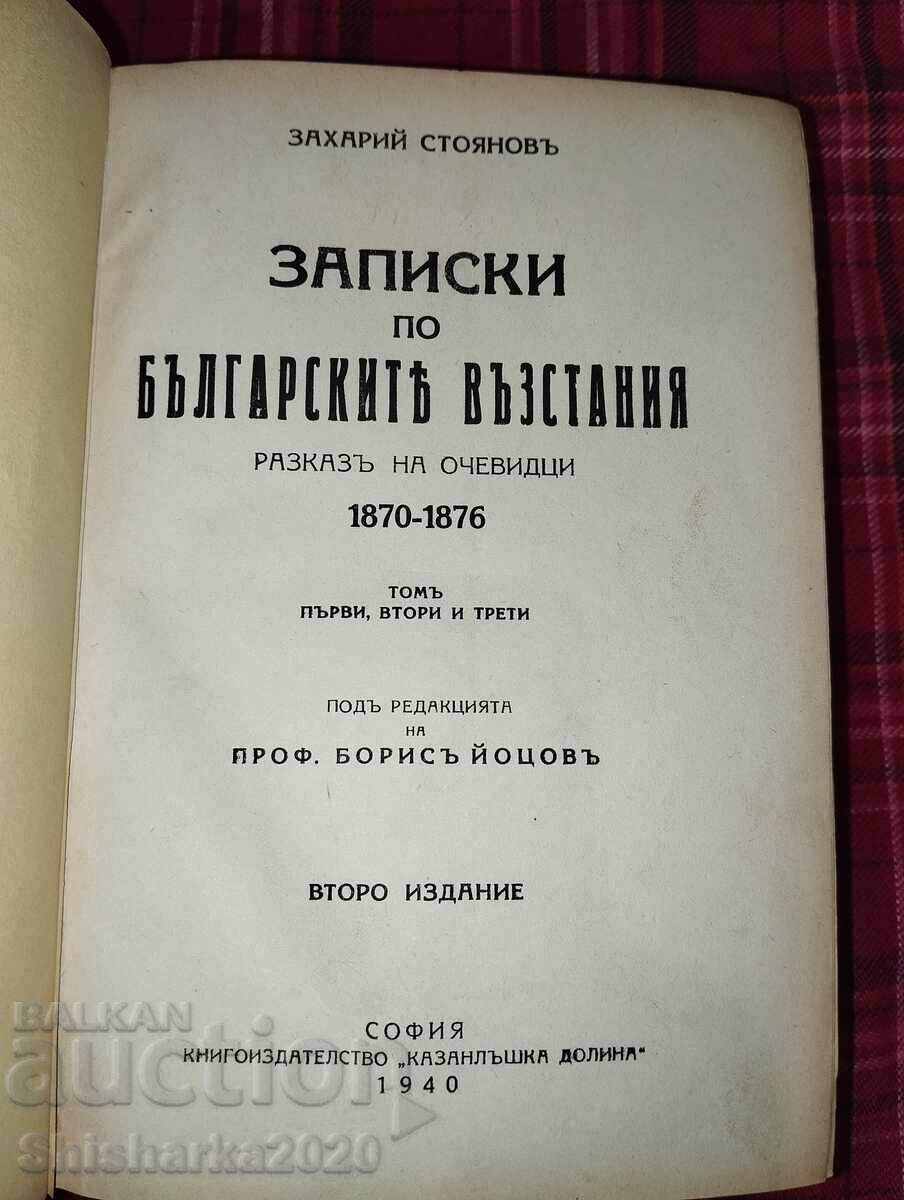 ЗАХАРИЙ СТОЯНОВЪ
ЗАПИСКИ
ПО
БЪЛГАРСКИТѢ ВЪЗСТАНИЯ
РАЗКАЗЪ НА ОЧЕВИДЦИ
1870-1876
ТОМЪ
ПЪРВИ, ВТОРИ И ТРЕТИ
ПОДЪ РЕДАКЦИЯТА
НА
ПРОФ. БОРИСЪ ЙОЦОВЪ
ВТОРО ИЗДАНИЕ
СОФИЯ
КНИГОИЗДАТЕЛСТВО „КАЗАНЛЪШКА ДОЛИНА"
1940
BALKAN
auction
Shisharka2020